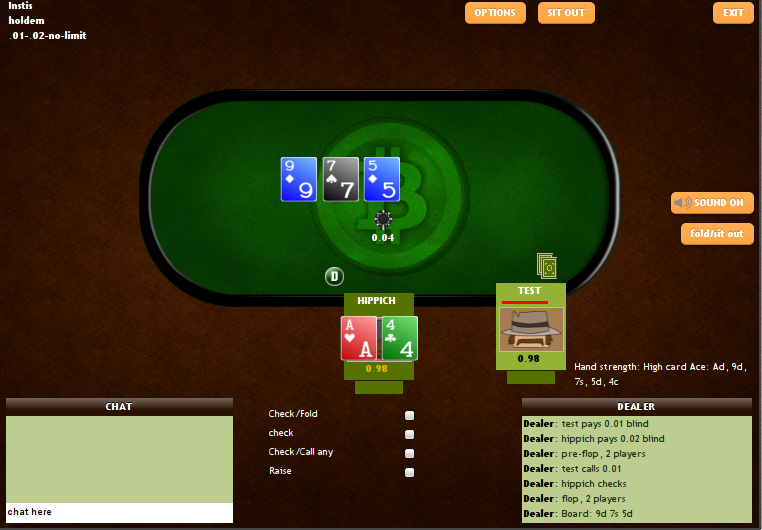 Instis
holdem
.01-.02-no-limit
OPTIONS
SIT OUT
EXIT
9 9
7 7
5 5
0.04
SOUND ON
fold/sit out
D
HIPPICH
TEST
A A
4 4
0.98
0.98
Hand strength: High card Ace: Ad, 9d,
7s, 5d, 4c
CHAT
chat here
Check/Fold
check
Check/Call any
Raise
DEALER
Dealer: test pays 0.01 blind
Dealer: hippich pays 0.02 blind
Dealer: pre-flop, 2 players
Dealer: test calls 0.01
Dealer: hippich checks
Dealer: flop, 2 players
Dealer: Board: 9d 7s 5d